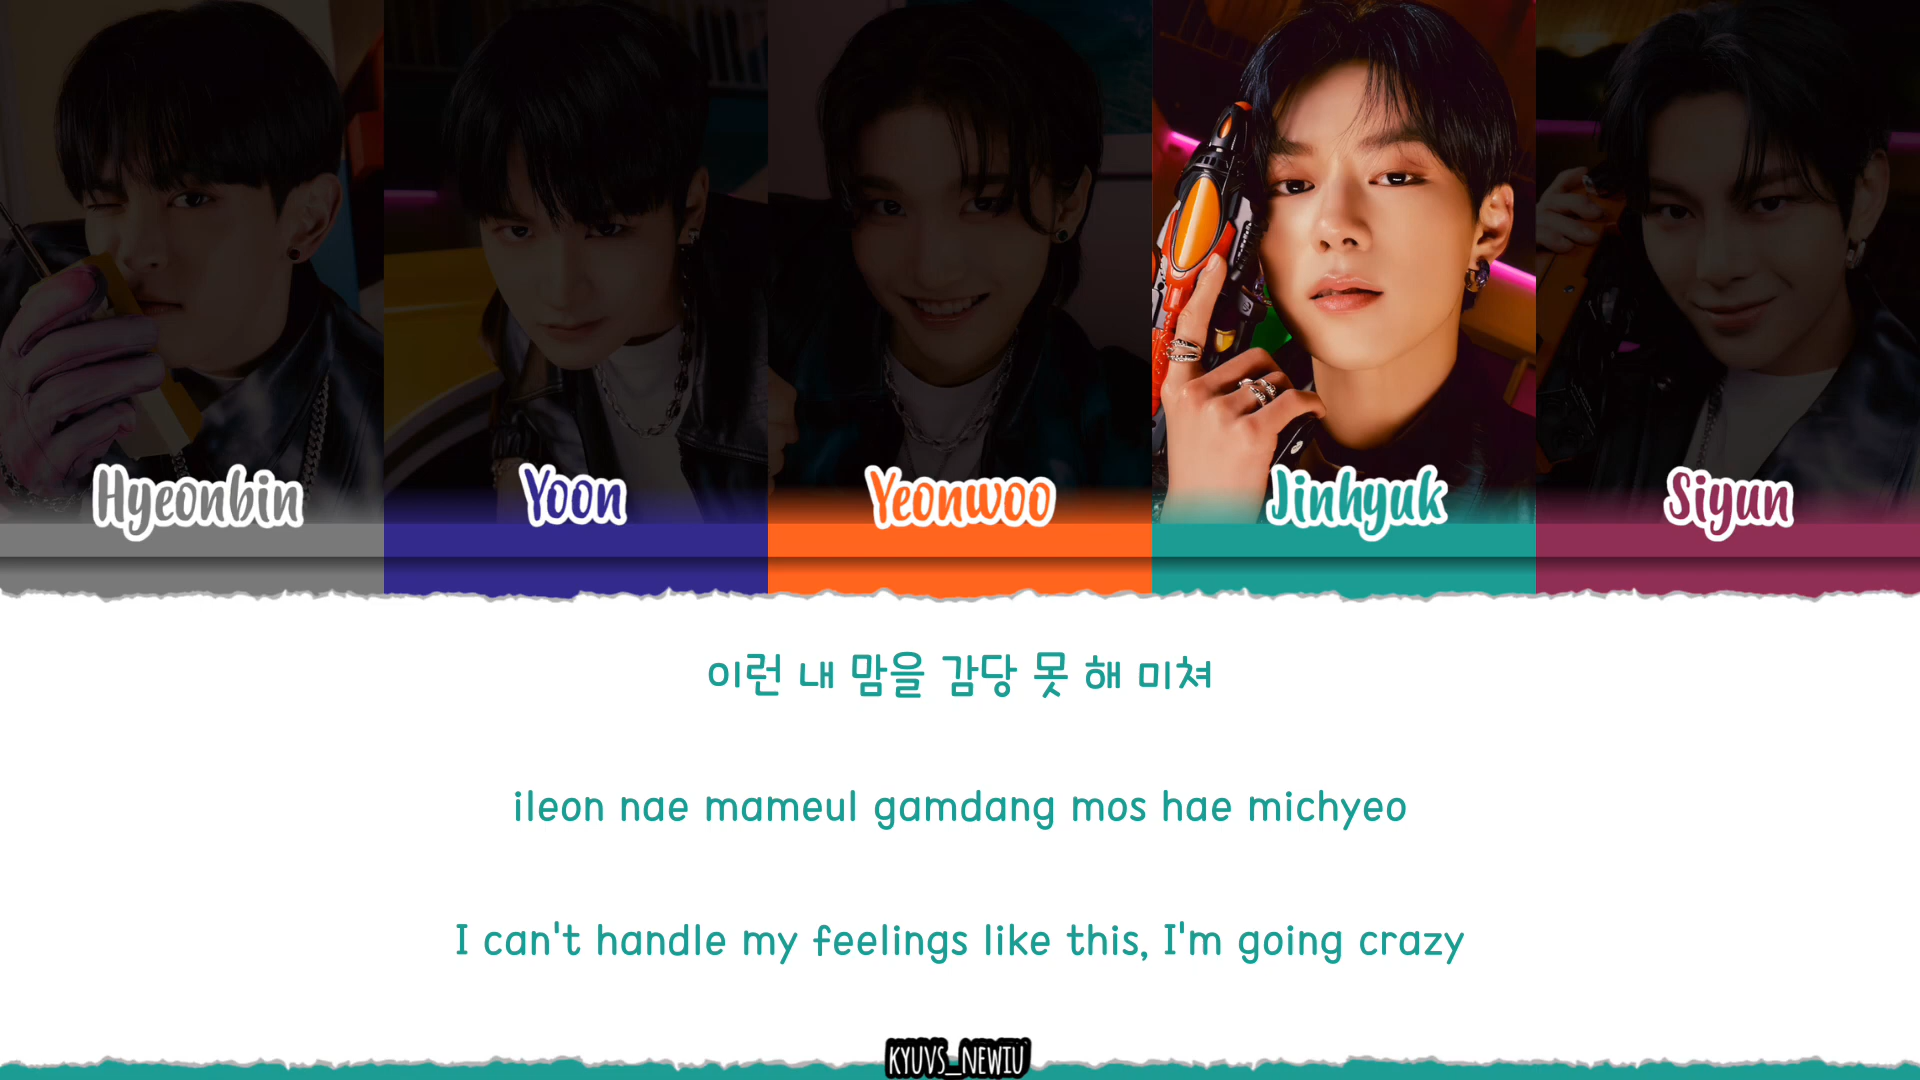 Hyeonbin
Yoon
Yeonwoo
Jinhyuk
Siyun
이런 내 맘을 감당 못 해 미쳐
ileon nae mameul gamdang mos hae michyeo
I can't handle my feelings like this, I'm going crazy
KYUVS_NEWIU